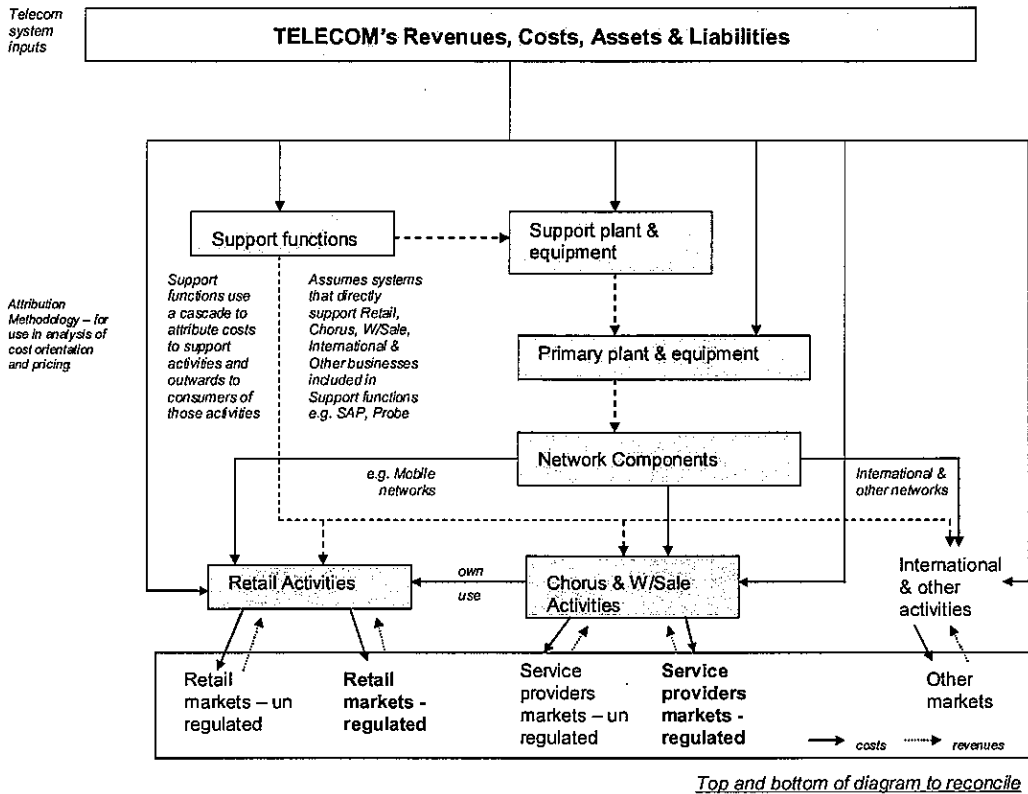 Telecom
system
inputs
TELECOM's Revenues, Costs, Assets & Liabilities
Support functions
Support plant &
equipment
Support
functions use
a cascade to
attribute costs
to support
activities and
outwards to
consumers of
those activities
Assumes systems
that directly
support Retail,
Chorus, W/Sale,
International &
Other businesses
included in
Support functions
e.g. SAP, Probe
Attribution
Methodology – for
use in analysis of
cost orientation
and pricing
Primary plant & equipment
Network Components
e.g. Mobile
networks
International &
other networks
Retail Activities
own
use
Chorus & W/Sale
Activities
International
& other
activities
Retail
markets – un
regulated
Retail
markets -
regulated
Service
providers
markets – un
regulated
Service
providers
markets -
regulated
Other
markets
costs
revenues
Top and bottom of diagram to reconcile